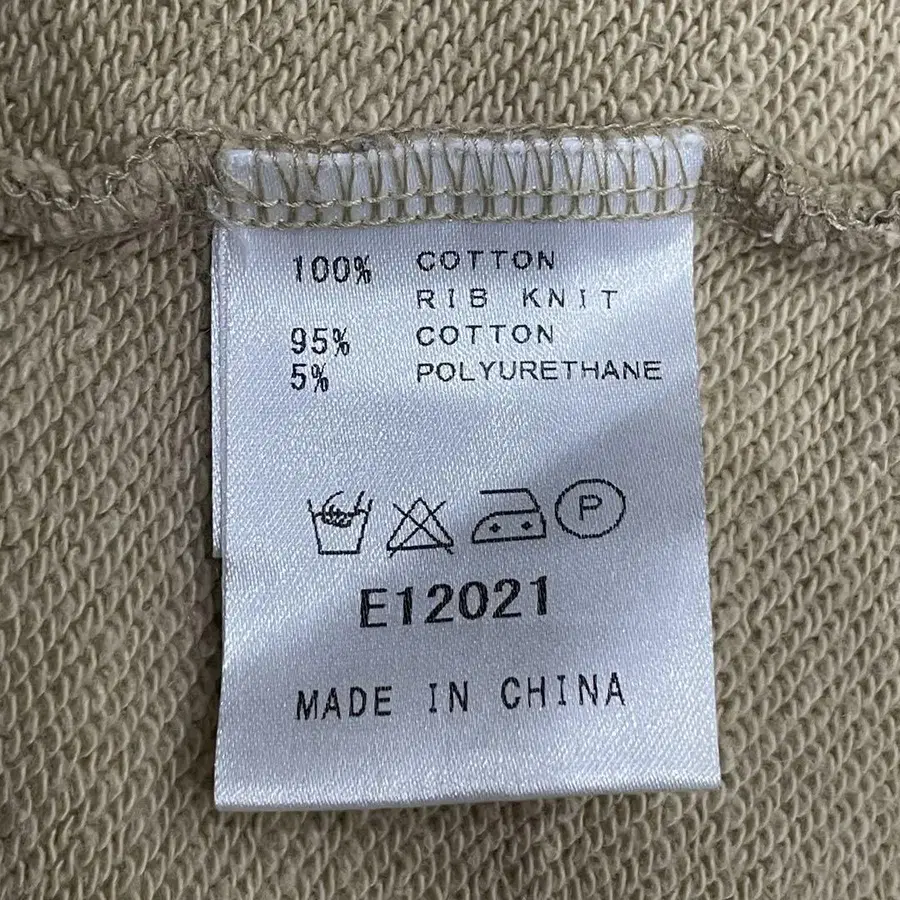 100% COTTON
RIB KNIT
95% COTTON
5% POLYURETHANE
P
E12021
MADE IN CHINA